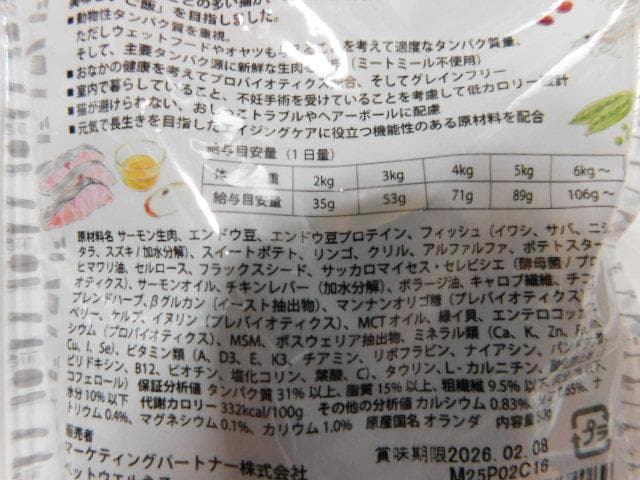 ご飯」を目指しました。
■動物性タンパク質を重視。
ただしウェットフードやオヤツも を考えて適度なタンパク質量、
そして、主要タンパク源に新鮮な生肉を (ミートミール不使用)
■おなかの健康を考えてプロバイオティクス 合、そしてグレインフリー
■室内で暮らしていること、不妊手術を受けていることを考慮して低カロリー設計
■猫が避けられない、おしっこトラブルやヘアーボールに配慮
■元気で長生きを目指したエイジングケアに役立つ機能性のある原材料を配合
給与目安量(1日量)
体 重 2kg 3kg 4kg 5kg 6kg～
給与目安量 35g 53g 71g 89g 106g～
原材料名 サーモン生肉、エンドウ豆、エンドウ豆プロテイン、フィッシュ(イワシ、サバ、ニシ
タラ、スズキ/加水分解)、スイートポテト、リンゴ、クリル、アルファルファ、ポテトスター
ヒマワリ油、セルロース、フラックスシード、サッカロマイセス・セレビシエ(酵母菌/プロ
オティクス)、サーモンオイル、チキンレバー(加水分解)、ボラージ油、キャロブ繊維、チコ
ブレンドハーブ、βグルカン(イースト抽出物)、マンナンオリゴ糖(プレバイオティクス)
ベリー、ケルプ、イヌリン(プレバイオティクス)、MCTオイル、緑イ貝、エンテロコッカ
シウム(プロバイオティクス)、MSM、ボスウェリア抽出物、ミネラル類(Ca、K、Zn、Fe
Cu、I、Se)、ビタミン類(A、D3、E、K3、チアミン、リボフラビン、ナイアシン、パン
ピリドキシン、B12、ビオチン、塩化コリン、葉酸、C)、タウリン、L-カルニチン、
コフェロール) 保証分析値 タンパク質31%以上、脂質15%以上、粗繊維9.5%以下、
水分10%以下 代謝カロリー332kcal/100g その他の分析値 カルシウム0.83%、リン0.65%、ナ
トリウム0.4%、マグネシウム0.1%、カリウム1.0% 原産国名 オランダ 内容量 50g
販売者
マーケティングパートナー株式会社
ペットウェル
賞味期限2026.02.08
M25P02C16